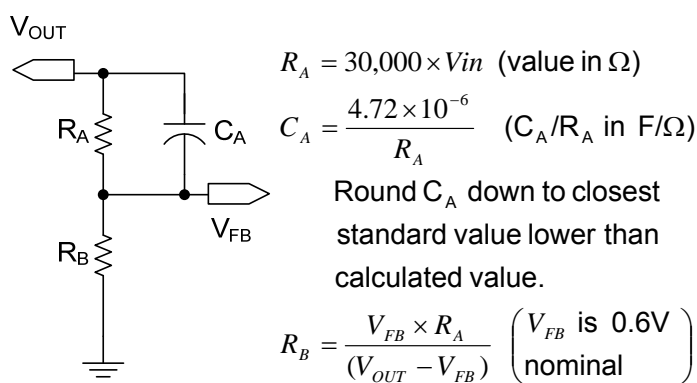 V_OUT
R_A
C_A
V_FB
R_B
R_A = 30,000 × Vin (value in Ω)
C_A = 4.72 × 10^-6 / R_A (C_A/R_A in F/Ω)
Round C_A down to closest
standard value lower than
calculated value.
R_B = V_FB × R_A / (V_OUT − V_FB) (V_FB is 0.6V
nominal)